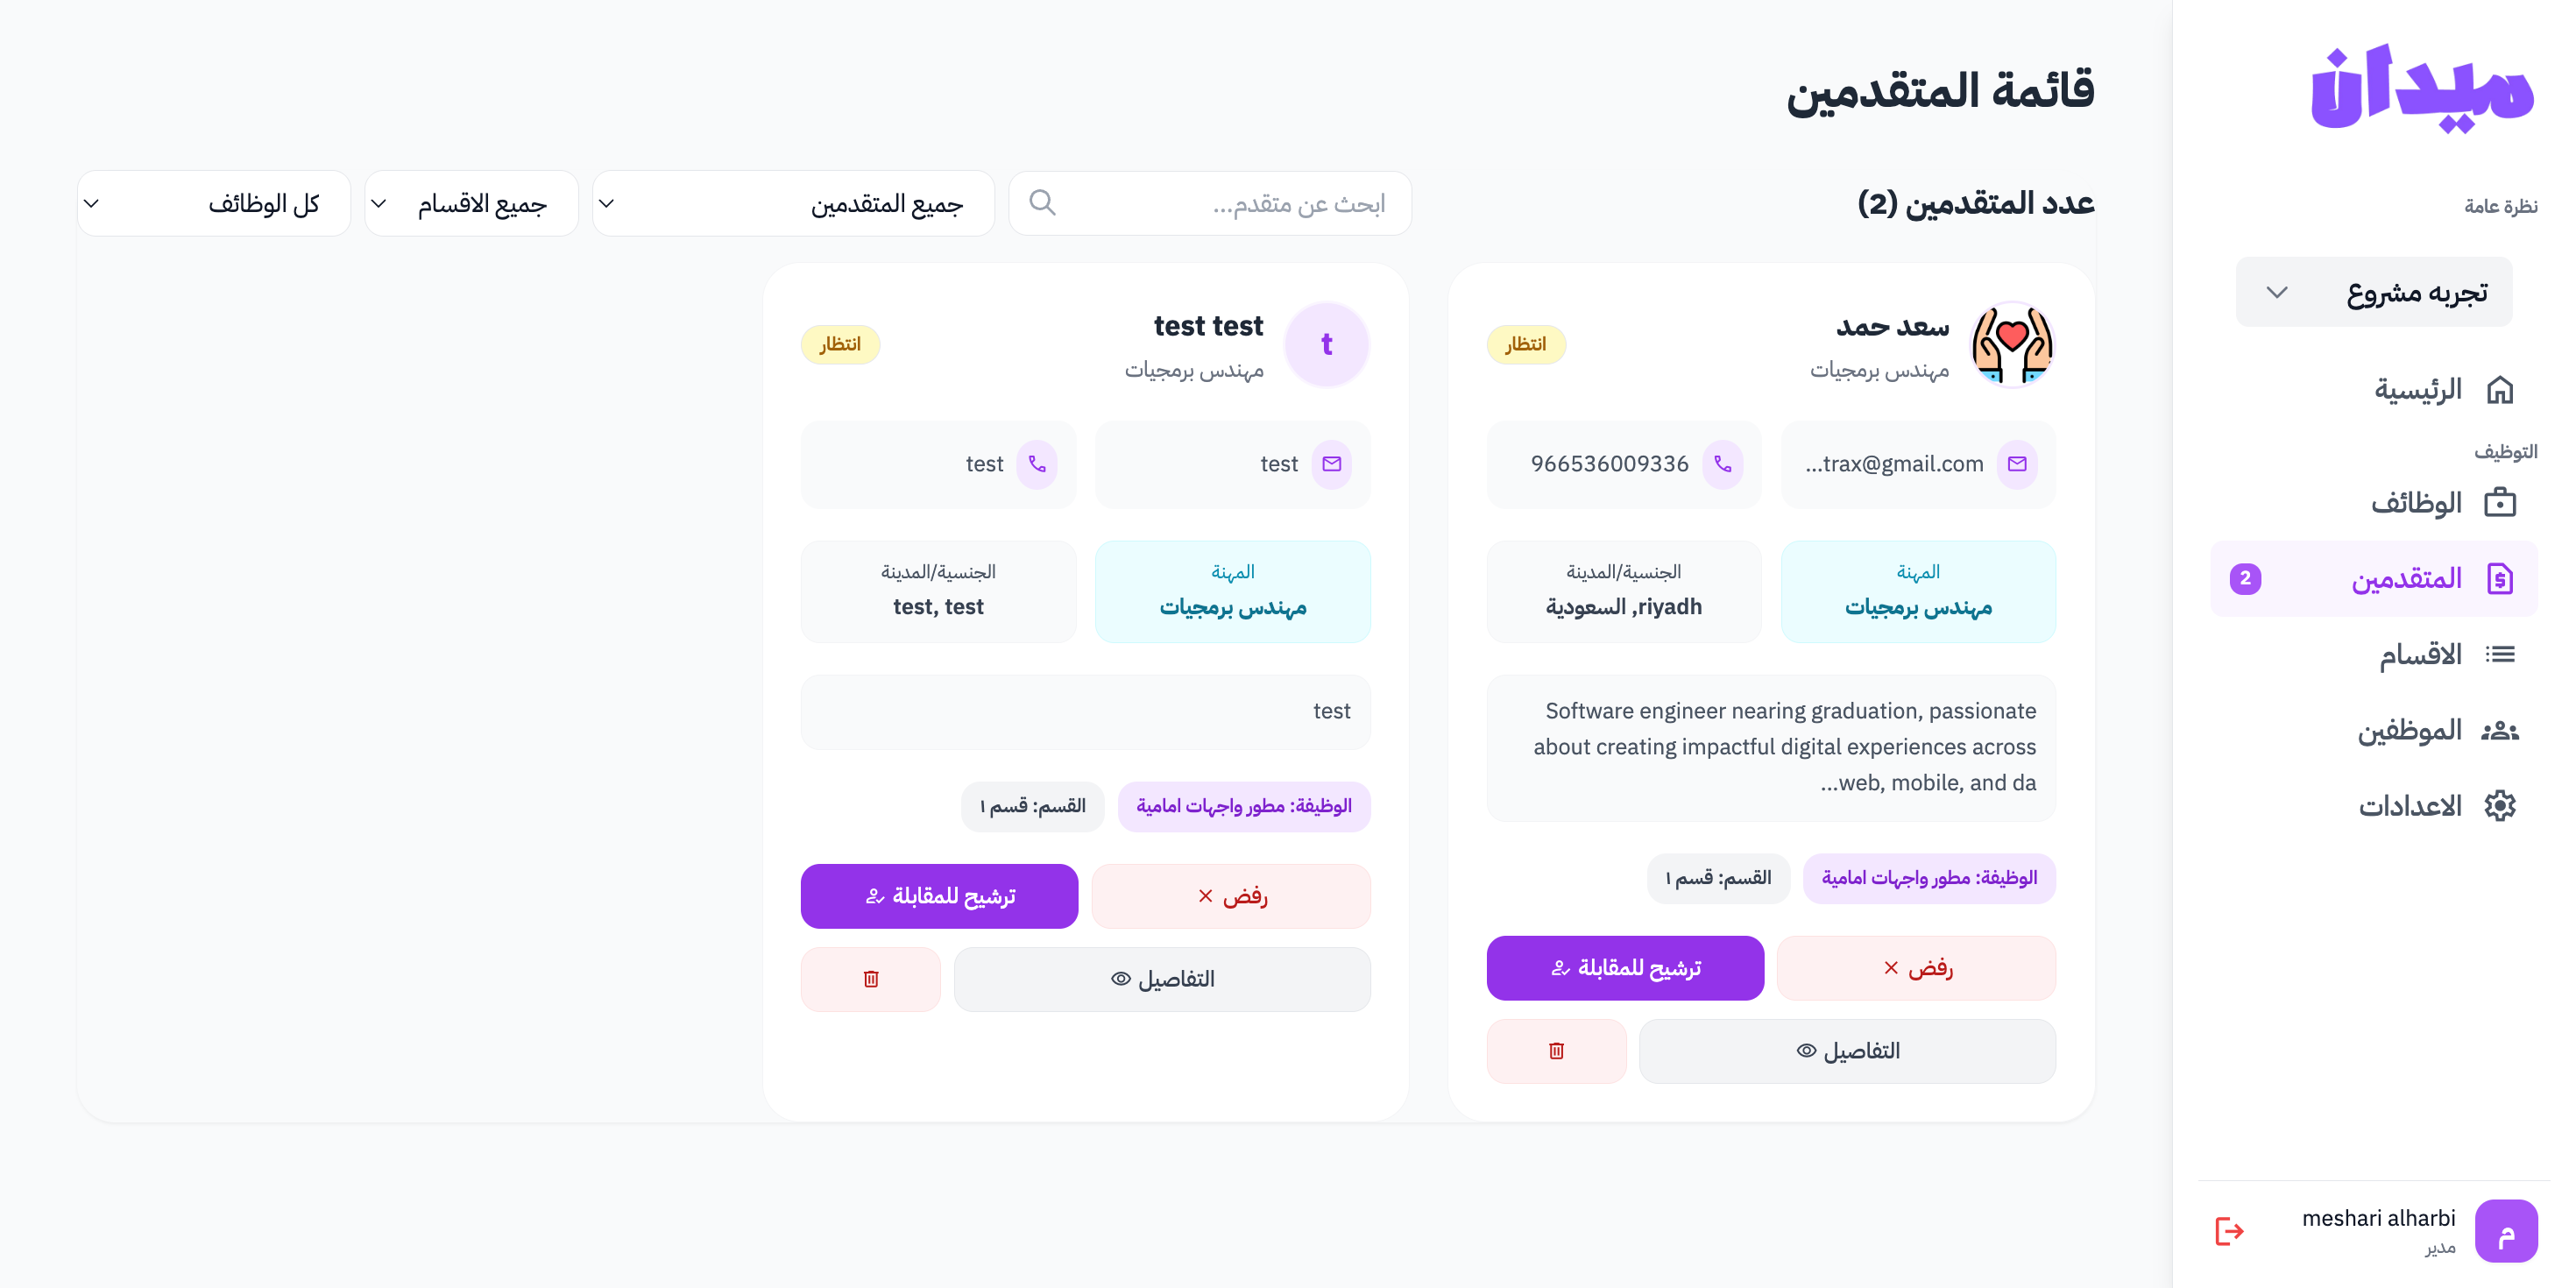 ميدان
نظرة عامة
تجربه مشروع
الرئيسية
التوظيف
الوظائف
المتقدمين 2
الاقسام
الموظفين
الاعدادات
meshari alharbi
مدير
م
قائمة المتقدمين
عدد المتقدمين (2)
ابحث عن متقدم...
جميع المتقدمين
جميع الاقسام
كل الوظائف
سعد حمد
مهندس برمجيات
انتظار
trax@gmail.com...
966536009336
المهنة
مهندس برمجيات
الجنسية/المدينة
riyadh, السعودية
Software engineer nearing graduation, passionate
about creating impactful digital experiences across
web, mobile, and da...
الوظيفة: مطور واجهات امامية
القسم: قسم ١
رفض
ترشيح للمقابلة
التفاصيل
t
test test
مهندس برمجيات
انتظار
test
test
المهنة
مهندس برمجيات
الجنسية/المدينة
test, test
test
الوظيفة: مطور واجهات امامية
القسم: قسم ١
رفض
ترشيح للمقابلة
التفاصيل